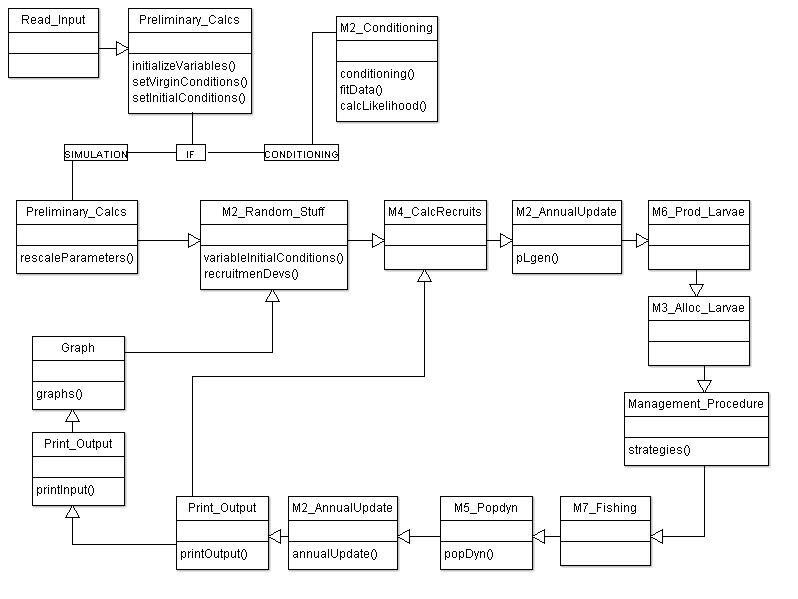 Read_Input
Preliminary_Calcs
initializeVariables()
setVirginConditions()
setInitialConditions()
M2_Conditioning
conditioning()
fitData()
calcLikelihood()
SIMULATION
IF
CONDITIONING
Preliminary_Calcs
rescaleParameters()
M2_Random_Stuff
variableInitialConditions()
recruitmenDevs()
M4_CalcRecruits
M2_AnnualUpdate
pLgen()
M6_Prod_Larvae
M3_Alloc_Larvae
Management_Procedure
strategies()
Graph
graphs()
Print_Output
printInput()
Print_Output
printOutput()
M2_AnnualUpdate
annualUpdate()
M5_Popdyn
popDyn()
M7_Fishing